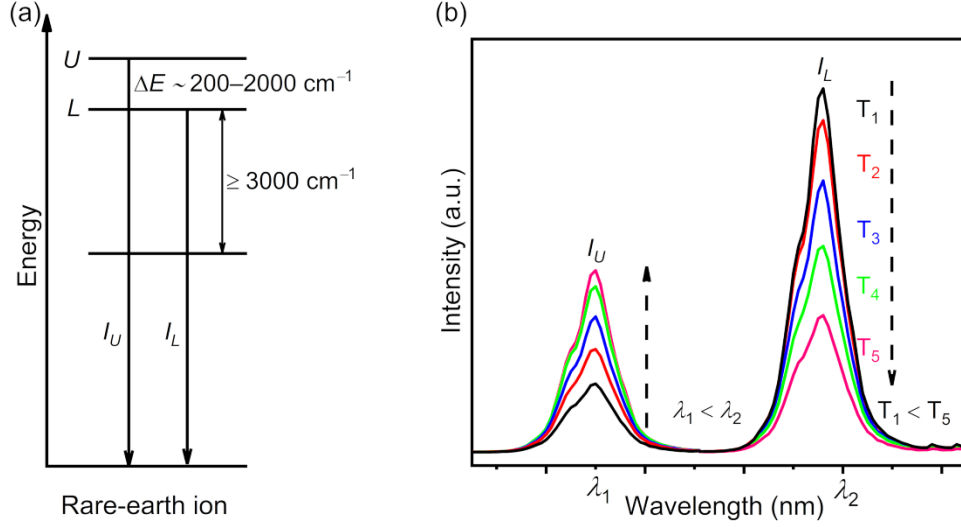 (a)
Energy
U
ΔE ~ 200–2000 cm⁻¹
L
≥ 3000 cm⁻¹
I_U
I_L
Rare-earth ion
(b)
Intensity (a.u.)
I_U
I_L
T₁
T₂
T₃
T₄
T₅
λ₁ < λ₂
T₁ < T₅
λ₁
Wavelength (nm)
λ₂